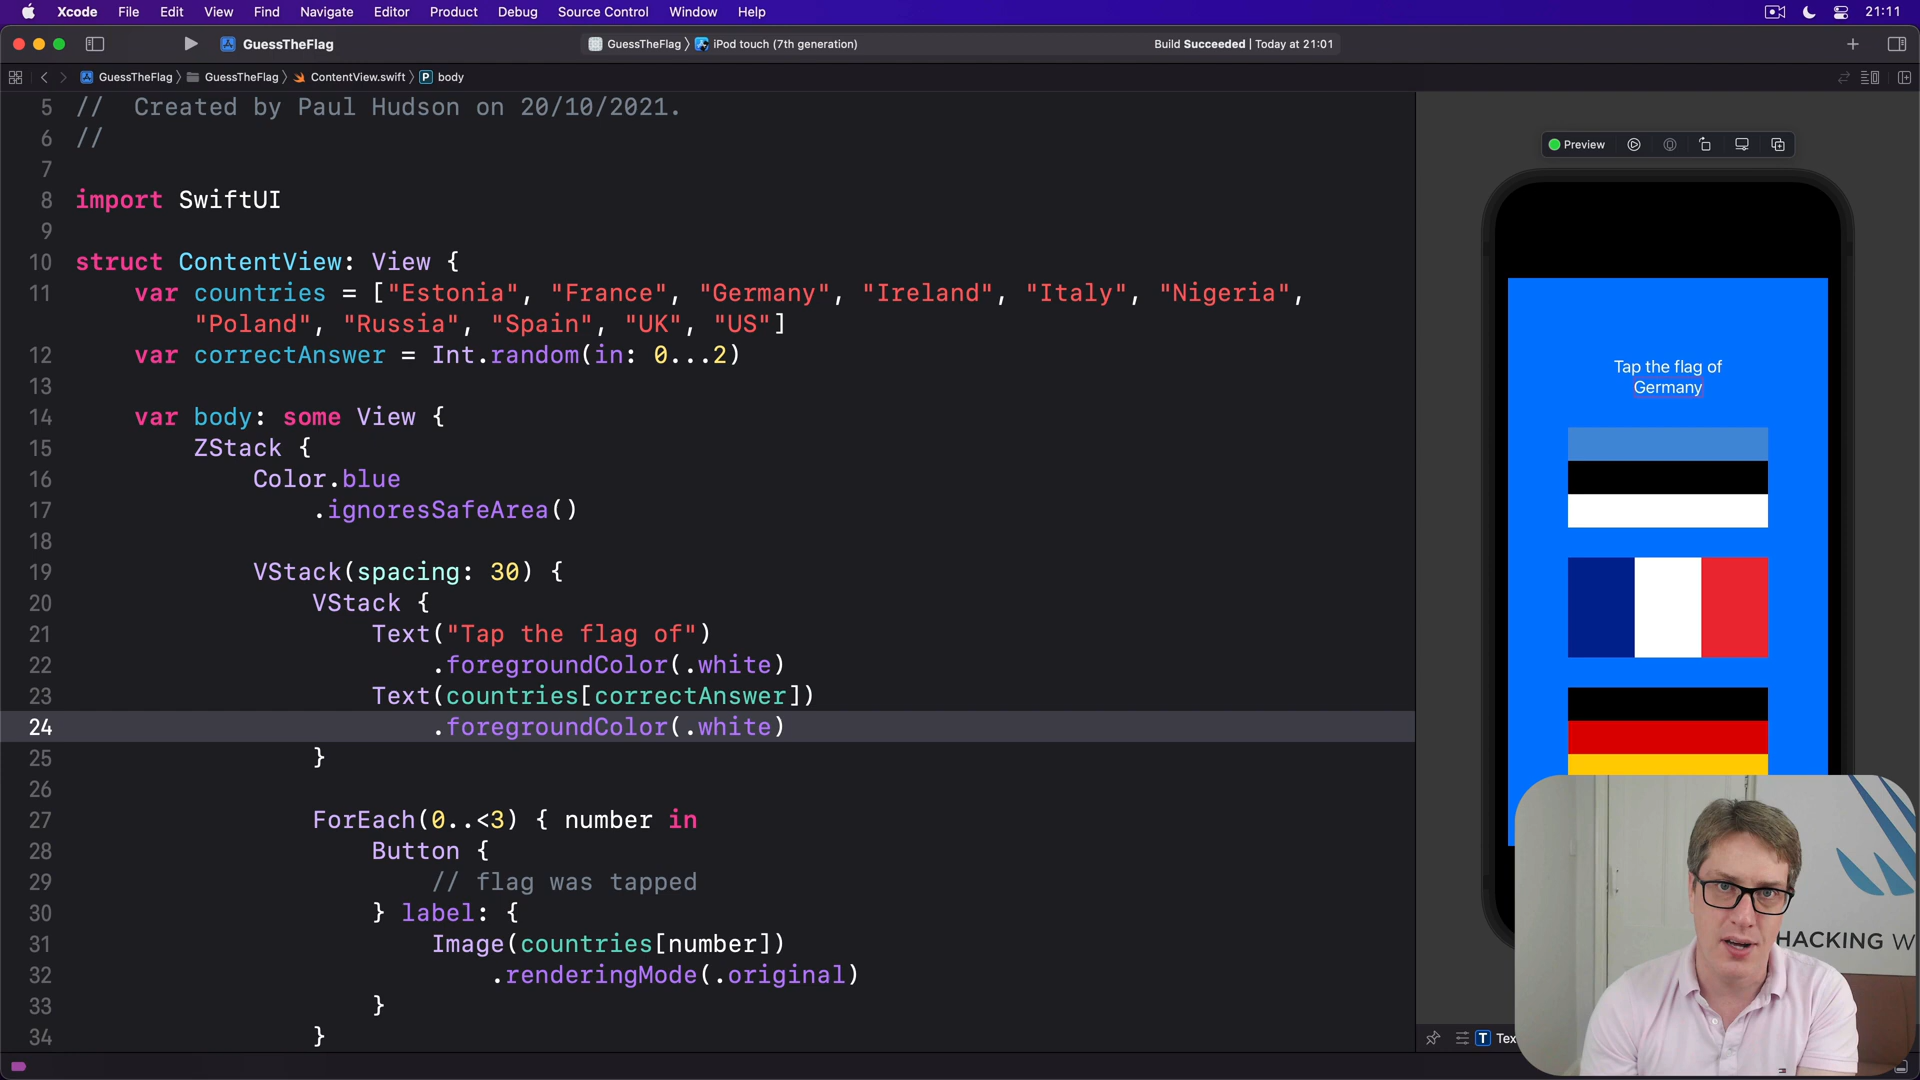 Xcode File Edit View Find Navigate Editor Product Debug Source Control Window Help 21:11
GuessTheFlag GuessTheFlag iPod touch (7th generation) Build Succeeded | Today at 21:01
GuessTheFlag GuessTheFlag ContentView.swift P body
5 //  Created by Paul Hudson on 20/10/2021.
6 //
7
8 import SwiftUI
9
10 struct ContentView: View {
11     var countries = ["Estonia", "France", "Germany", "Ireland", "Italy", "Nigeria",
        "Poland", "Russia", "Spain", "UK", "US"]
12     var correctAnswer = Int.random(in: 0...2)
13
14     var body: some View {
15         ZStack {
16             Color.blue
17                 .ignoresSafeArea()
18
19             VStack(spacing: 30) {
20                 VStack {
21                     Text("Tap the flag of")
22                         .foregroundColor(.white)
23                     Text(countries[correctAnswer])
24                         .foregroundColor(.white)
25                 }
26
27                 ForEach(0..<3) { number in
28                     Button {
29                         // flag was tapped
30                     } label: {
31                         Image(countries[number])
32                             .renderingMode(.original)
33                     }
34                 }
Preview
Tap the flag of
Germany
HACKING W
T Tex